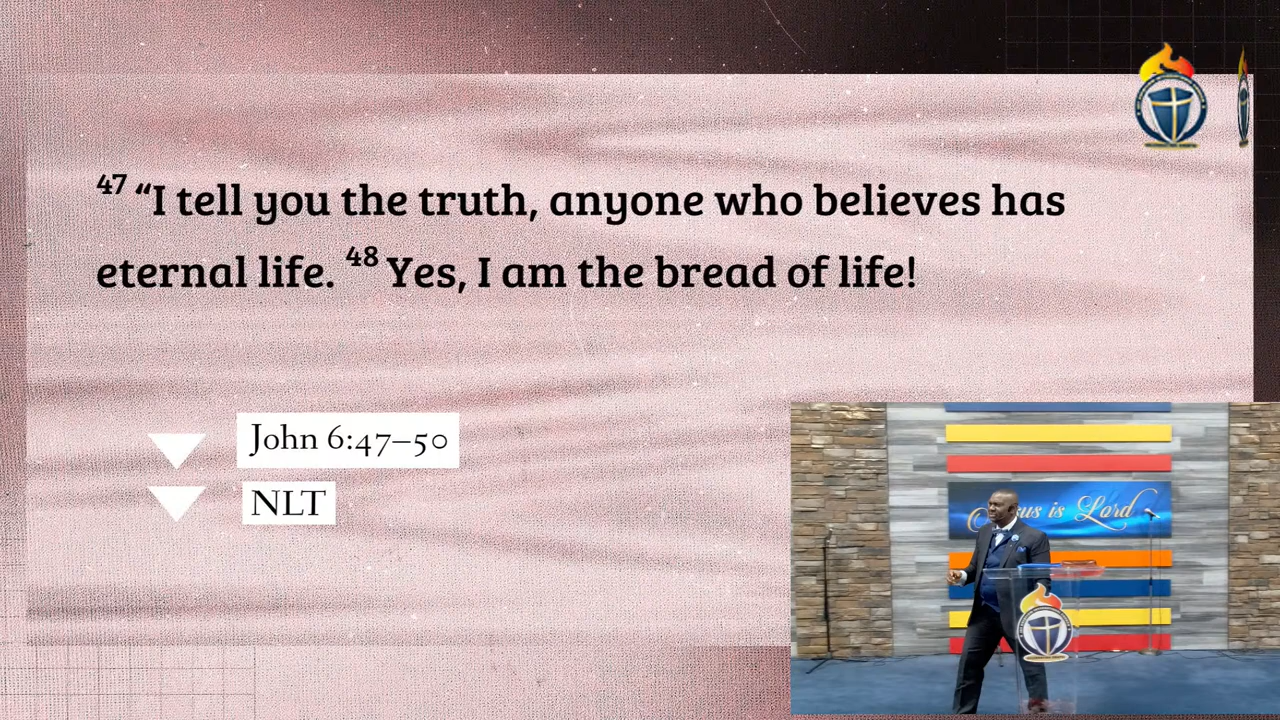 47 “I tell you the truth, anyone who believes has
eternal life. 48 Yes, I am the bread of life!
John 6:47–50
NLT
us is Lord